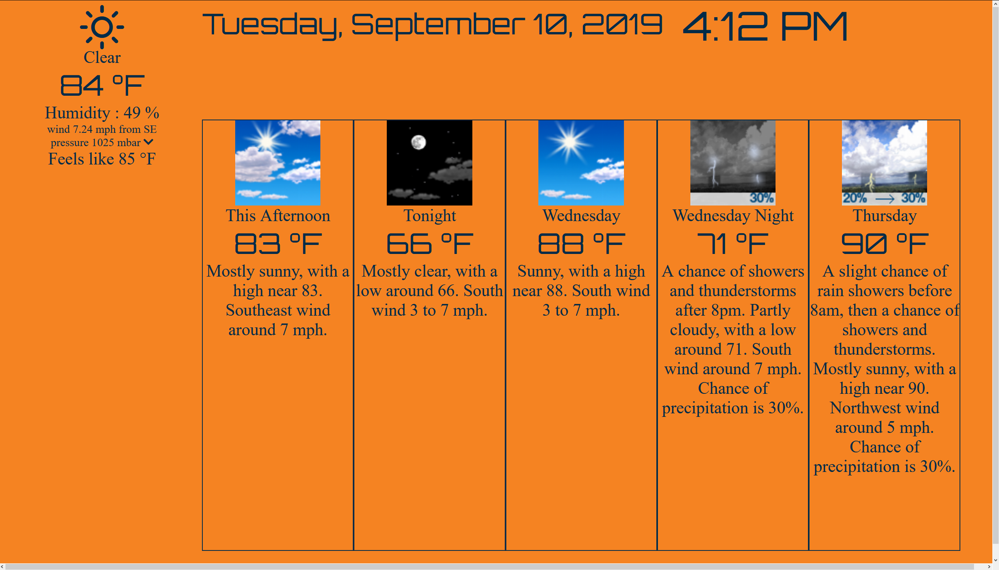 Tuesday, September 10, 2019 4:12 PM
Clear
84 °F
Humidity : 49 %
wind 7.24 mph from SE
pressure 1025 mbar
Feels like 85 °F
This Afternoon
83 °F
Mostly sunny, with a
high near 83.
Southeast wind
around 7 mph.
Tonight
66 °F
Mostly clear, with a
low around 66. South
wind 3 to 7 mph.
Wednesday
88 °F
Sunny, with a high
near 88. South wind
3 to 7 mph.
30%
Wednesday Night
71 °F
A chance of showers
and thunderstorms
after 8pm. Partly
cloudy, with a low
around 71. South
wind around 7 mph.
Chance of
precipitation is 30%.
20% → 30%
Thursday
90 °F
A slight chance of
rain showers before
8am, then a chance of
showers and
thunderstorms.
Mostly sunny, with a
high near 90.
Northwest wind
around 5 mph.
Chance of
precipitation is 30%.